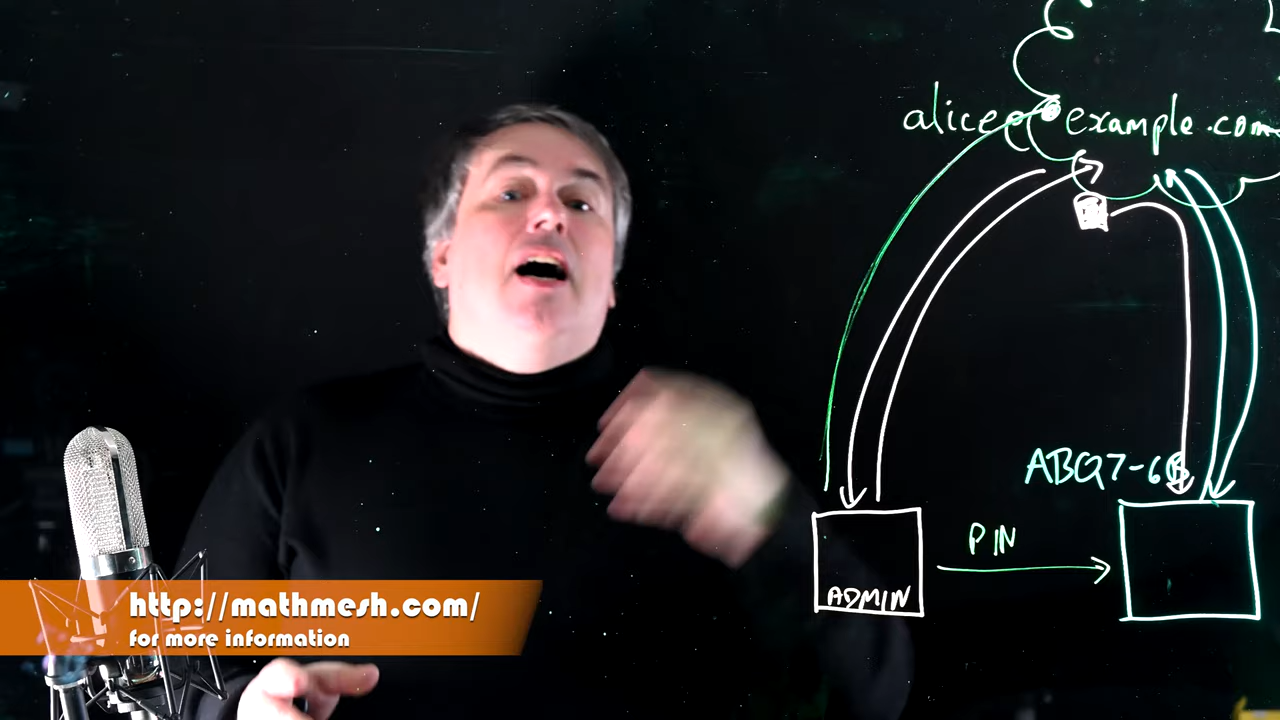 alice@example.com
ABQ7-6
PIN
ADMIN
http://mathmesh.com/
for more information